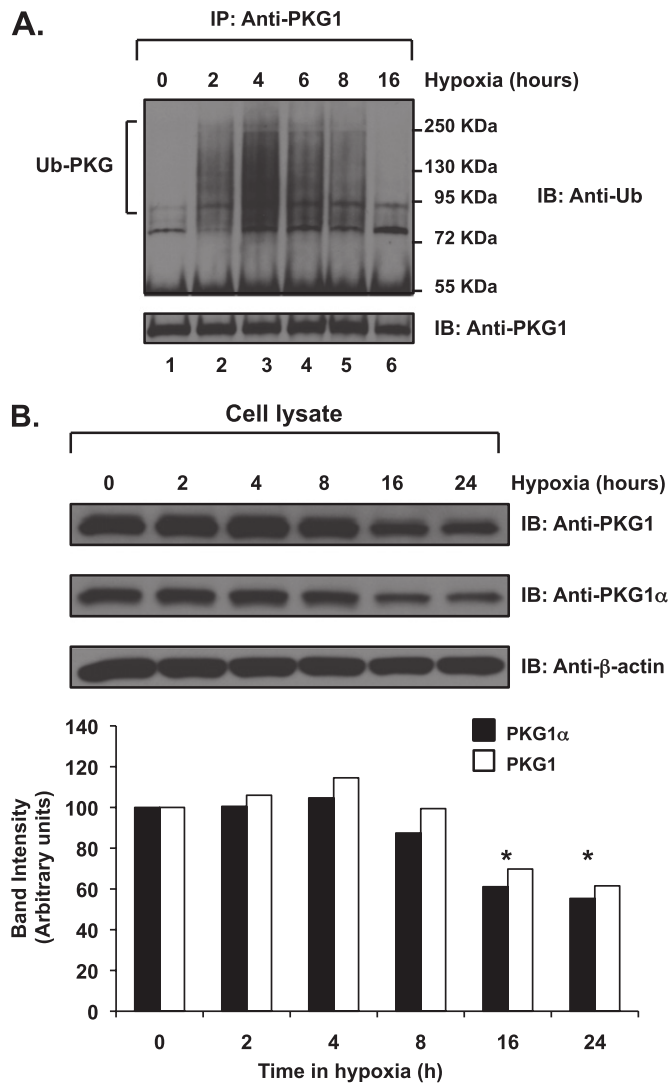 A.
IP: Anti-PKG1
0 2 4 6 8 16 Hypoxia (hours)
250 KDa
Ub-PKG
130 KDa
95 KDa
IB: Anti-Ub
72 KDa
55 KDa
IB: Anti-PKG1
1 2 3 4 5 6
B.
Cell lysate
0 2 4 8 16 24 Hypoxia (hours)
IB: Anti-PKG1
IB: Anti-PKG1α
IB: Anti-β-actin
140
120
100
80
60
40
20
0
Band Intensity
(Arbitrary units)
PKG1α
PKG1
* *
0 2 4 8 16 24
Time in hypoxia (h)